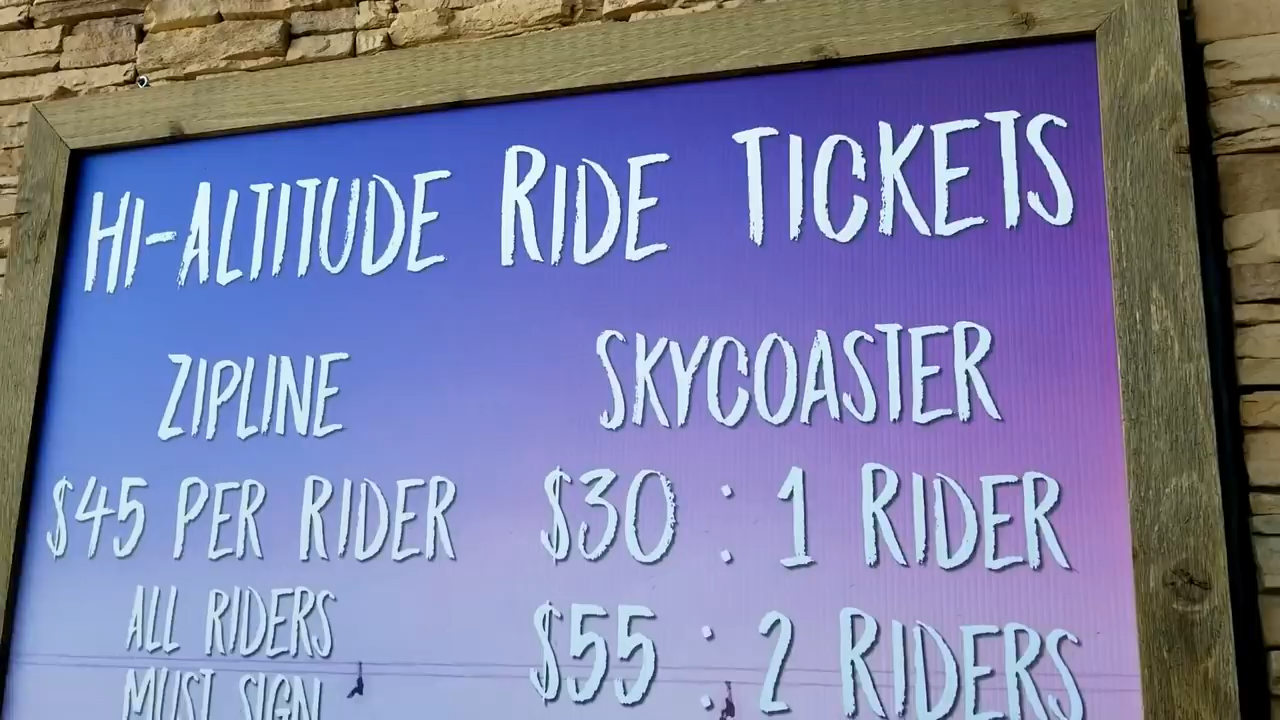 HI-ALTITUDE RIDE TICKETS
ZIPLINE
$45 PER RIDER
ALL RIDERS
MUST SIGN
SKYCOASTER
$30 : 1 RIDER
$55 : 2 RIDERS